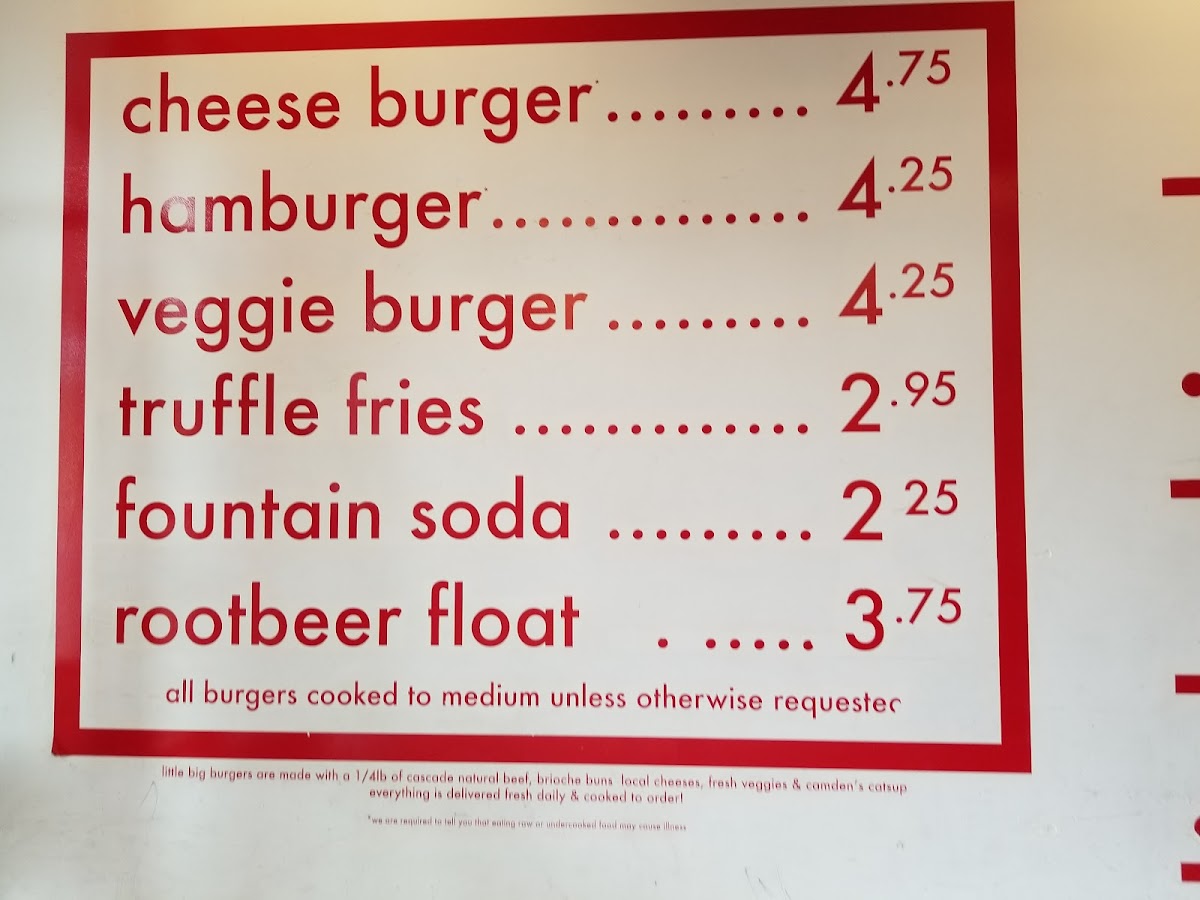 cheese burger*......... 4.75
hamburger*.............. 4.25
veggie burger ......... 4.25
truffle fries ............. 2.95
fountain soda ......... 2 25
rootbeer float . ..... 3.75
all burgers cooked to medium unless otherwise requested
little big burgers are made with a 1/4lb of cascade natural beef, brioche buns local cheeses, fresh veggies & camden's catsup
everything is delivered fresh daily & cooked to order!
*we are required to tell you that eating raw or undercooked food may cause illness